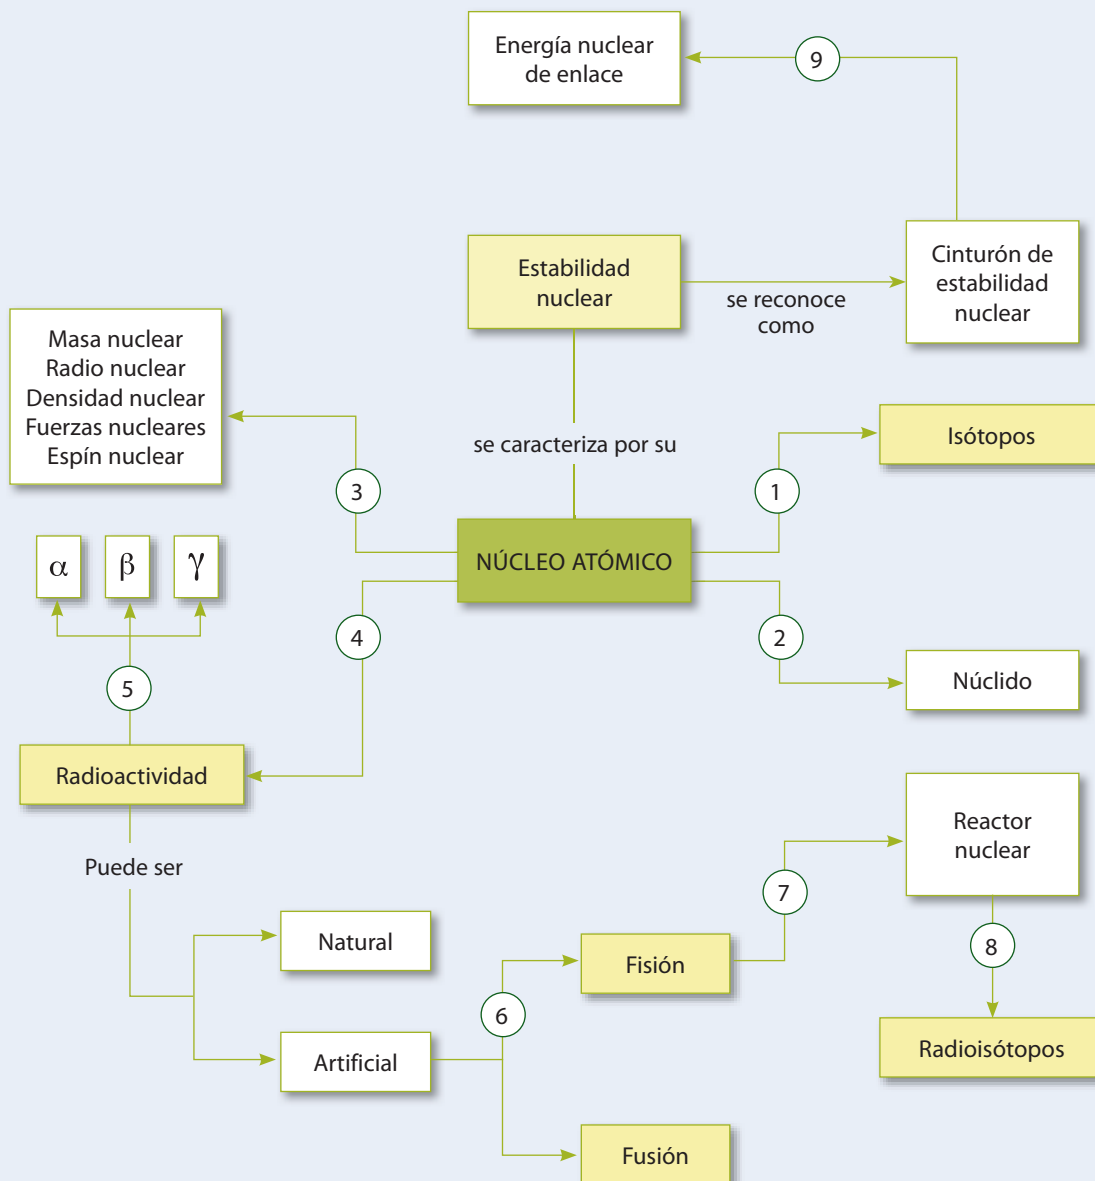 Energía nuclear
de enlace
9
Estabilidad
nuclear
se reconoce
como
Cinturón de
estabilidad
nuclear
Masa nuclear
Radio nuclear
Densidad nuclear
Fuerzas nucleares
Espín nuclear
se caracteriza por su
Isótopos
3
1
NÚCLEO ATÓMICO
α
β
γ
4
2
5
Núclido
Radioactividad
Puede ser
Reactor
nuclear
7
Natural
Fisión
8
6
Artificial
Radioisótopos
Fusión